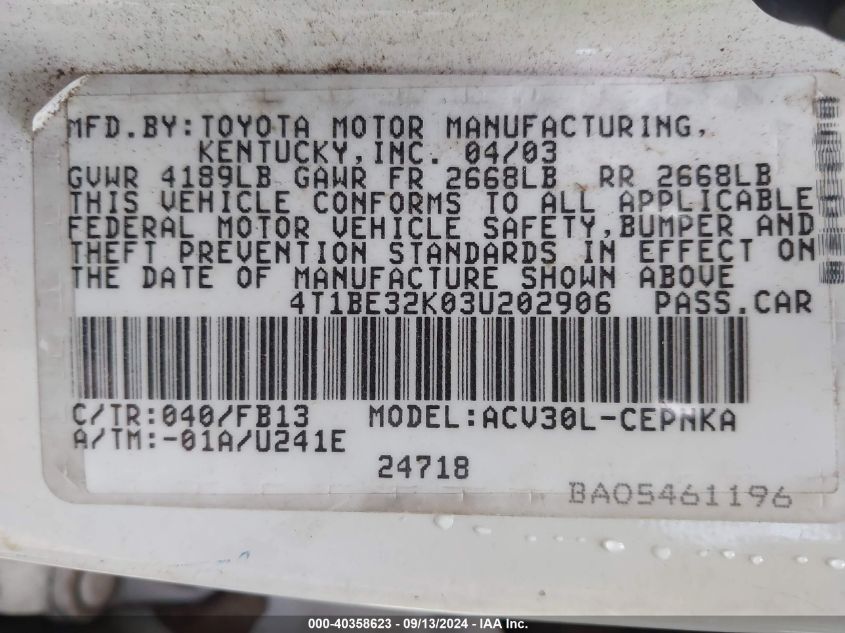 MFD.BY:TOYOTA MOTOR MANUFACTURING,
KENTUCKY,INC. 04/03
GVWR 4189LB GAWR FR 2668LB RR 2668LB
THIS VEHICLE CONFORMS TO ALL APPLICABLE
FEDERAL MOTOR VEHICLE SAFETY,BUMPER AND
THEFT PREVENTION STANDARDS IN EFFECT ON
THE DATE OF MANUFACTURE SHOWN ABOVE
4T1BE32K03U202906 PASS.CAR
C/TR:040/FB13 MODEL:ACV30L-CEPNKA
A/TM:-01A/U241E
24718
BA05461196
000-40358623 - 09/13/2024 - IAA Inc.